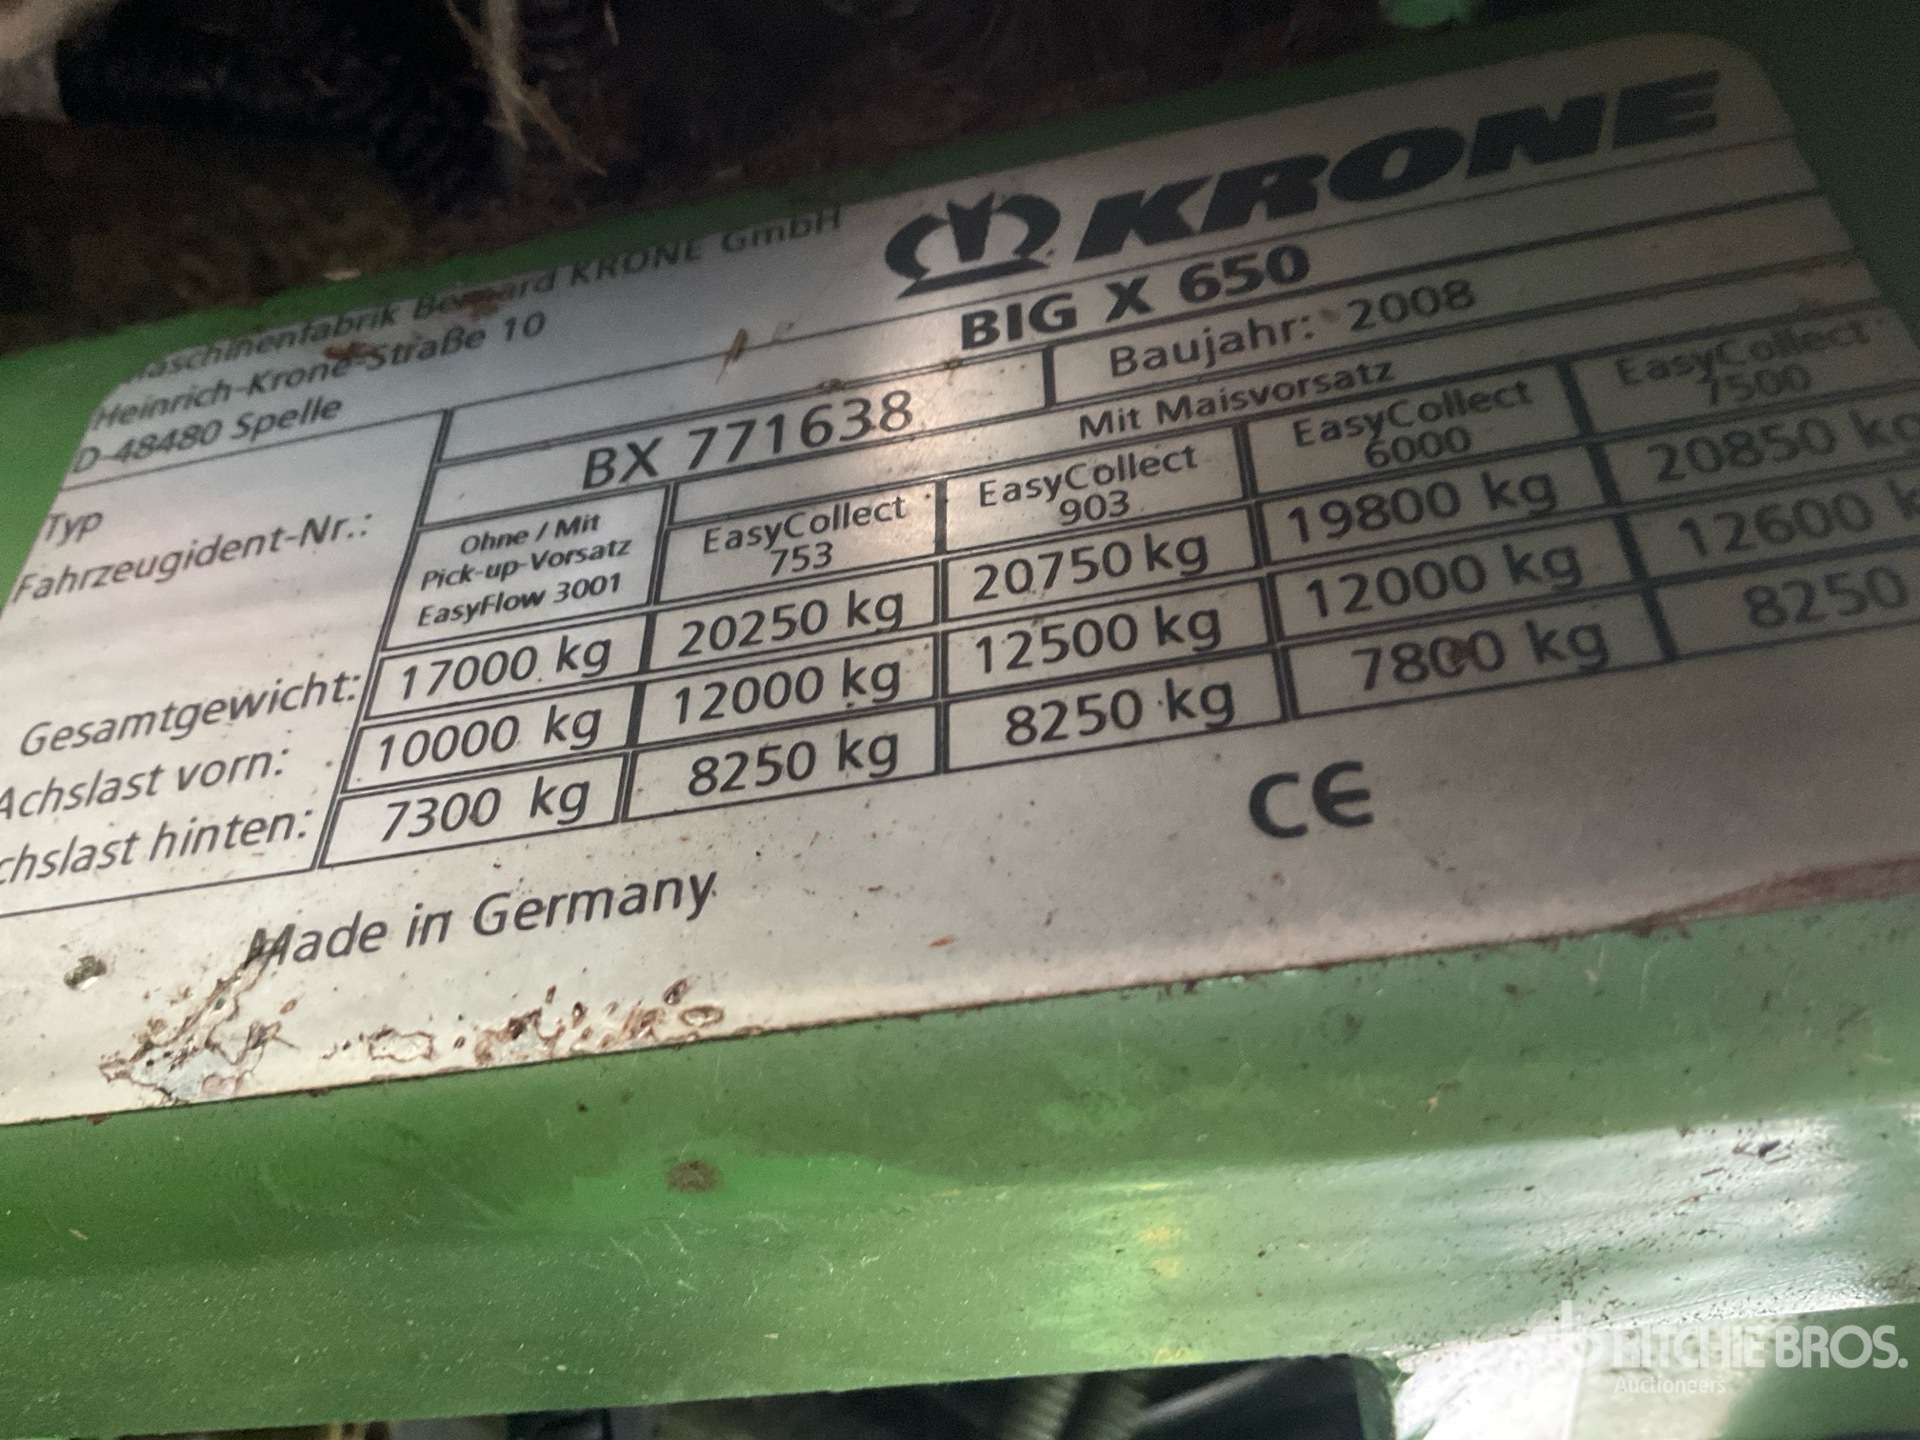 KRONE
Maschinenfabrik Bernard KRONE GmbH
Heinrich-Krone-Straße 10
D-48480 Spelle
Typ BIG X 650
Fahrzeugident-Nr.: BX 771638 Baujahr: 2008
Mit Maisvorsatz
Ohne / Mit Pick-up-Vorsatz EasyFlow 3001 EasyCollect 753 EasyCollect 903 EasyCollect 6000 EasyCollect 7500
Gesamtgewicht: 17000 kg 20250 kg 20750 kg 19800 kg 20850 kg
Achslast vorn: 10000 kg 12000 kg 12500 kg 12000 kg 12600 k
chslast hinten: 7300 kg 8250 kg 8250 kg 7800 kg 8250
CE
Made in Germany
rb RITCHIE BROS.
Auctioneers